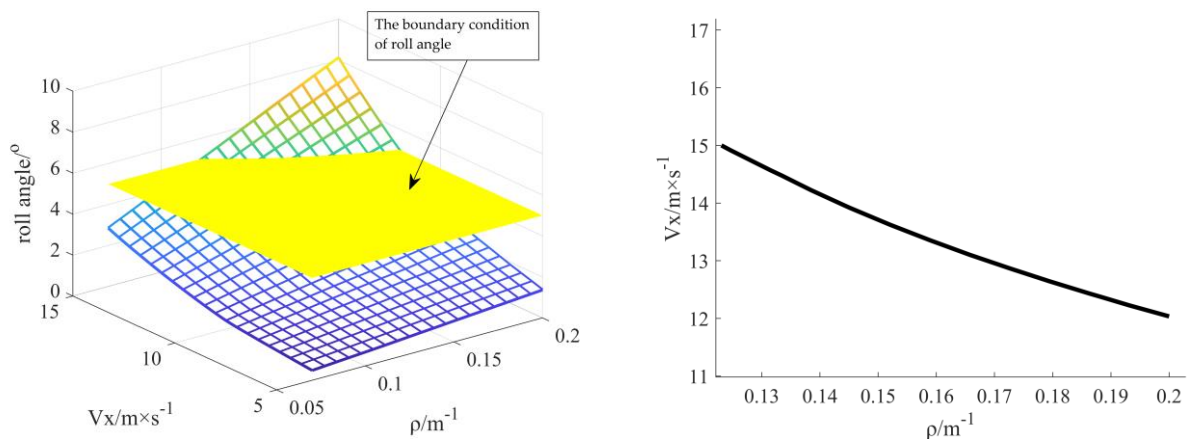 The boundary condition
of roll angle
10
8
6
4
2
0
roll angle/º
15
10
5
Vx/m×s⁻¹
0.05
0.1
0.15
0.2
ρ/m⁻¹
17
16
15
14
13
12
11
Vx/m×s⁻¹
0.13 0.14 0.15 0.16 0.17 0.18 0.19 0.2
ρ/m⁻¹